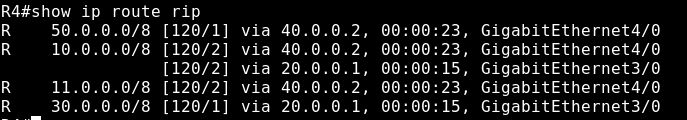 R4#show ip route rip
R    50.0.0.0/8 [120/1] via 40.0.0.2, 00:00:23, GigabitEthernet4/0
R    10.0.0.0/8 [120/2] via 40.0.0.2, 00:00:23, GigabitEthernet4/0
                [120/2] via 20.0.0.1, 00:00:15, GigabitEthernet3/0
R    11.0.0.0/8 [120/2] via 40.0.0.2, 00:00:23, GigabitEthernet4/0
R    30.0.0.0/8 [120/1] via 20.0.0.1, 00:00:15, GigabitEthernet3/0
R4#